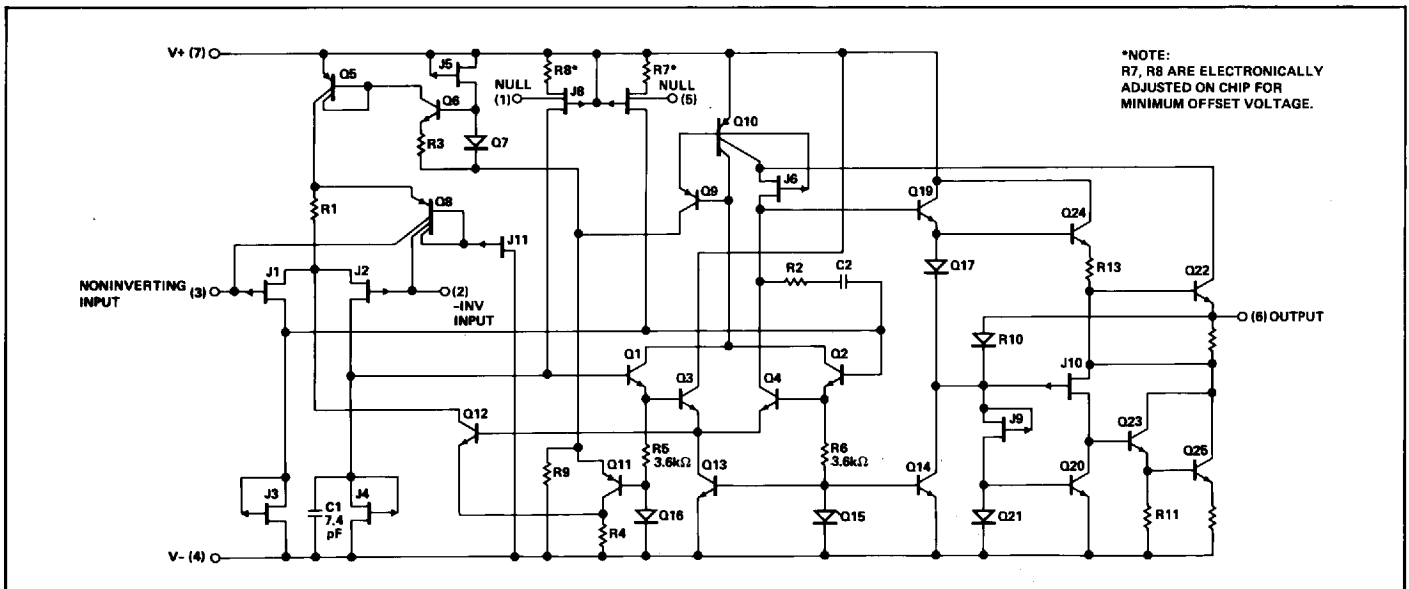 V+ (7)
J5
R8*
R7*
*NOTE:
R7, R8 ARE ELECTRONICALLY
ADJUSTED ON CHIP FOR
MINIMUM OFFSET VOLTAGE.
Q5
NULL
(1)
J8
NULL
(5)
Q6
Q10
R3
Q7
J6
Q19
R1
Q8
Q9
Q24
J11
Q17
R13
J1
J2
R2
C2
Q22
NONINVERTING
INPUT
(3)
(2)
-INV
INPUT
(6) OUTPUT
R10
Q1
Q2
J10
Q3
Q4
Q12
J9
Q23
R5
3.6kΩ
R6
3.6kΩ
Q25
J3
J4
C1
7.4
pF
R9
Q11
Q13
Q14
Q20
Q16
Q15
Q21
R11
R4
V- (4)